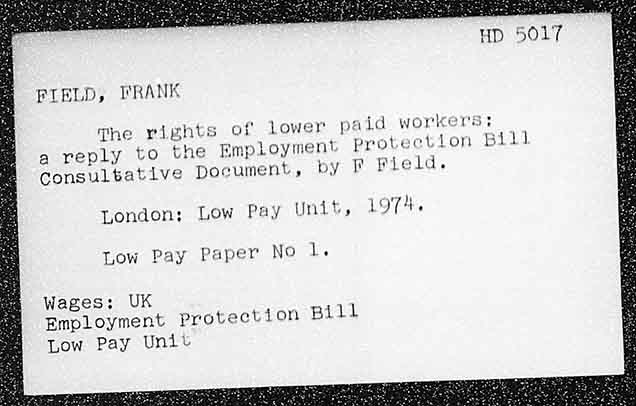 HD 5017
FIELD, FRANK
The rights of lower paid workers:
a reply to the Employment Protection Bill
Consultative Document, by F Field.
London: Low Pay Unit, 1974.
Low Pay Paper No 1.
Wages: UK
Employment Protection Bill
Low Pay Unit